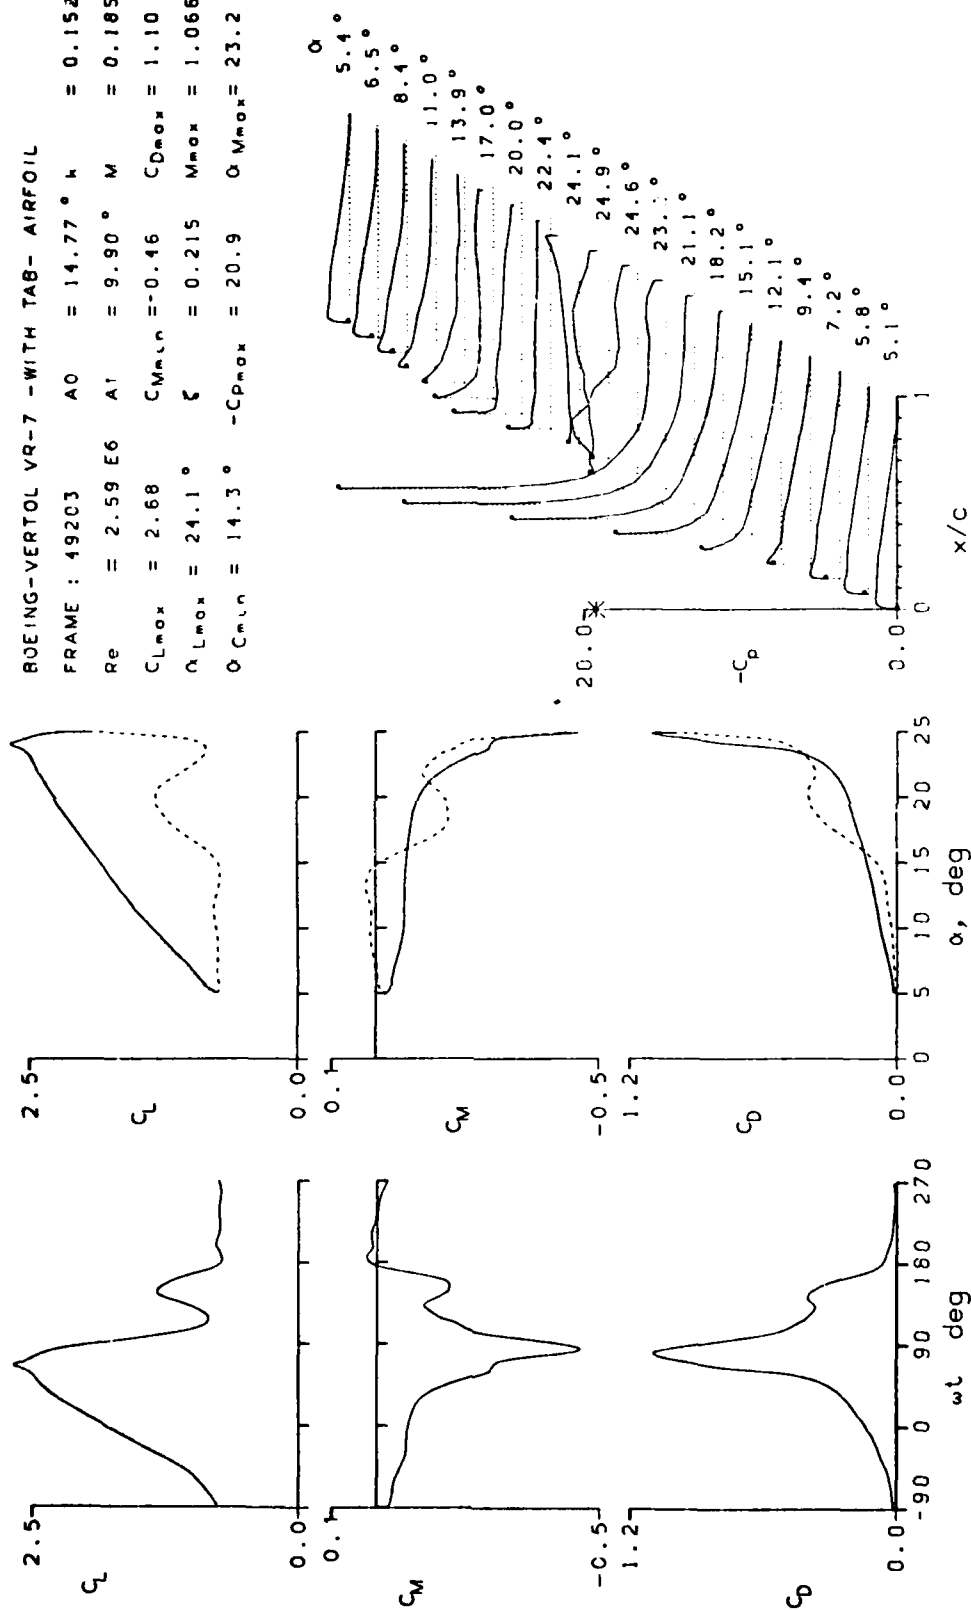 BOEING-VERTOL VR-7 -WITH TAB- AIRFOIL
FRAME : 49203 A0 = 14.77 ° k = 0.152
Re = 2.59 E6 A1 = 9.90 ° M = 0.185
CLmax = 2.68 CMmin =-0.46 CDmax = 1.10
αLmax = 24.1 ° ζ = 0.215 Mmax = 1.066
α Cmin = 14.3 ° -CPmax = 20.9 α Mmax= 23.2
2.5
CL
0.0
0.1
CM
-0.5
1.2
CD
0.0
-90 0 90 180 270
ωt deg
2.5
CL
0.0
0.1
CM
-0.5
1.2
CD
0.0
0 5 10 15 20 25
α, deg
20.0
-Cp
0.0
0 1
x/c
α
5.4 °
6.5 °
8.4 °
11.0 °
13.9 °
17.0 °
20.0 °
22.4 °
24.1 °
24.9 °
24.6 °
21.1 °
18.2 °
15.1 °
12.1 °
9.4 °
7.2 °
5.8 °
5.1 °